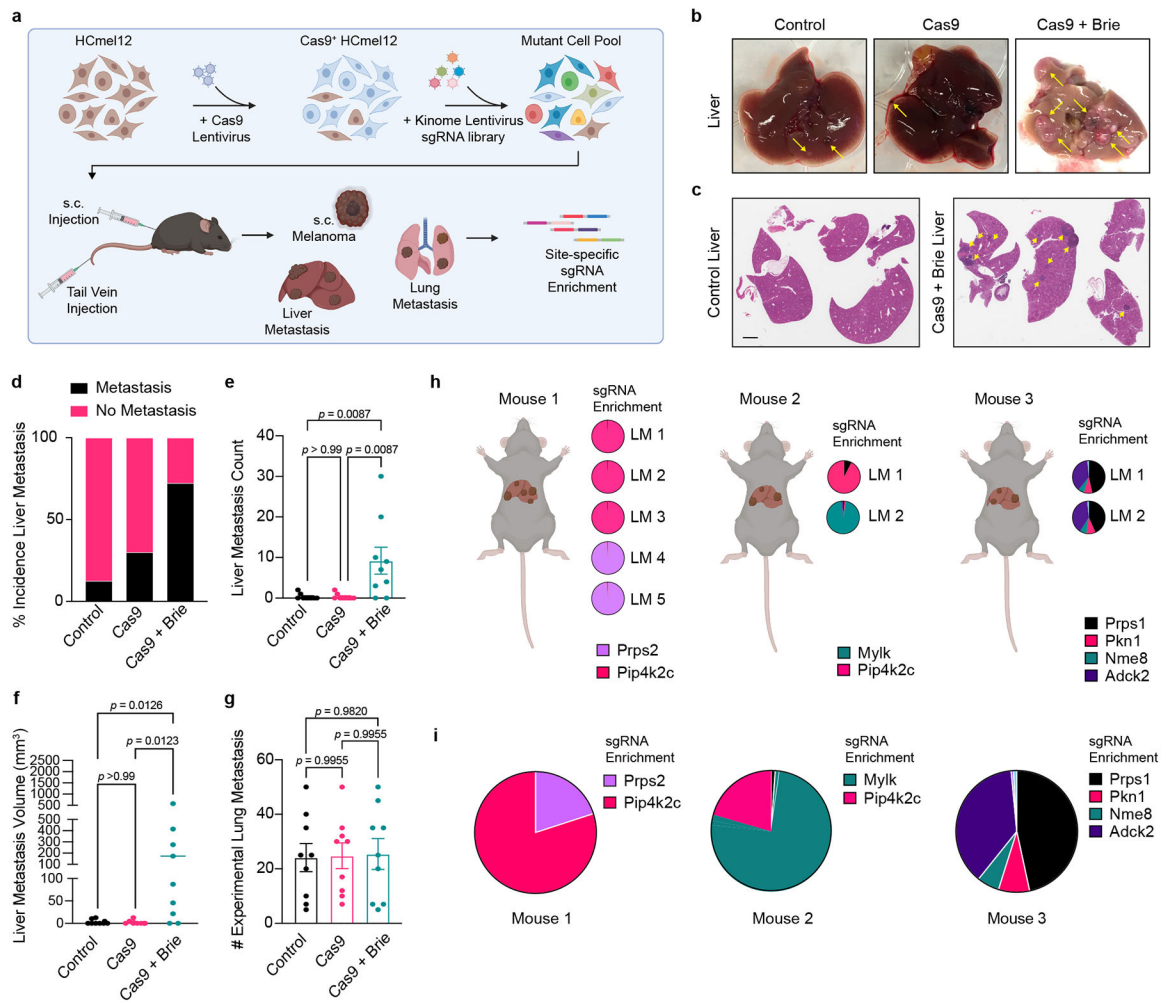 a
HCmel12
Cas9⁺ HCmel12
Mutant Cell Pool
+ Cas9
Lentivirus
+ Kinome Lentivirus
sgRNA library
s.c.
Injection
Tail Vein
Injection
s.c.
Melanoma
Liver
Metastasis
Lung
Metastasis
Site-specific
sgRNA
Enrichment
b
Control
Cas9
Cas9 + Brie
Liver
c
Control Liver
Cas9 + Brie Liver
d
Metastasis
No Metastasis
% Incidence Liver Metastasis
100
50
0
Control
Cas9
Cas9 + Brie
e
Liver Metastasis Count
p = 0.0087
p > 0.99
p = 0.0087
40
30
20
10
0
Control
Cas9
Cas9 + Brie
f
Liver Metastasis Volume (mm³)
p = 0.0126
p = 0.0123
p >0.99
2500
2000
1500
1000
500
500
400
300
200
100
50
0
Control
Cas9
Cas9 + Brie
g
# Experimental Lung Metastasis
p = 0.9820
p = 0.9955
p = 0.9955
60
40
20
0
Control
Cas9
Cas9 + Brie
h
Mouse 1
sgRNA
Enrichment
LM 1
LM 2
LM 3
LM 4
LM 5
Prps2
Pip4k2c
Mouse 2
sgRNA
Enrichment
LM 1
LM 2
Mylk
Pip4k2c
Mouse 3
sgRNA
Enrichment
LM 1
LM 2
Prps1
Pkn1
Nme8
Adck2
i
sgRNA
Enrichment
Prps2
Pip4k2c
Mouse 1
sgRNA
Enrichment
Mylk
Pip4k2c
Mouse 2
sgRNA
Enrichment
Prps1
Pkn1
Nme8
Adck2
Mouse 3